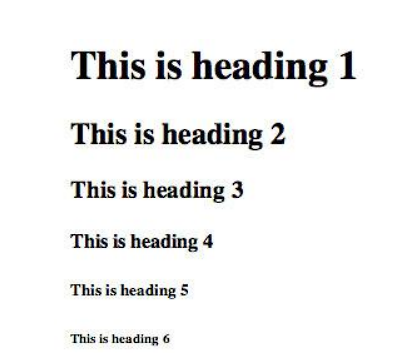 This is heading 1
This is heading 2
This is heading 3
This is heading 4
This is heading 5
This is heading 6